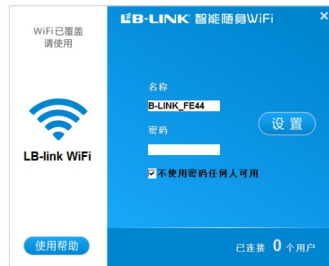 WiFi已覆盖
请使用
LB-link WiFi
使用帮助
LB-LINK 智能随身WiFi
×
名称
B-LINK_FE44
密码
设置
不使用密码任何人可用
已连接 0 个用户